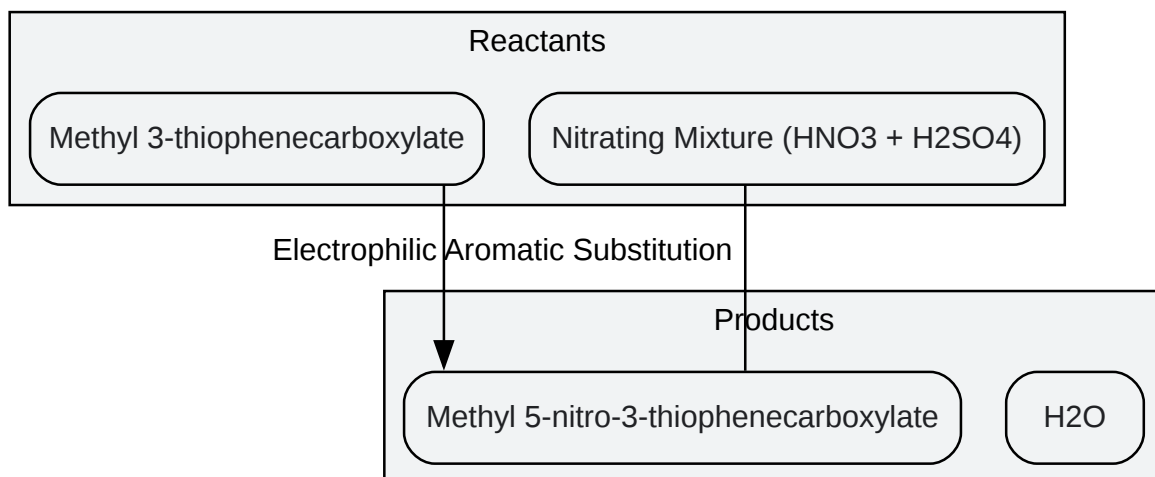 Reactants
Methyl 3-thiophenecarboxylate
Nitrating Mixture (HNO3 + H2SO4)
Electrophilic Aromatic Substitution
Products
Methyl 5-nitro-3-thiophenecarboxylate
H2O